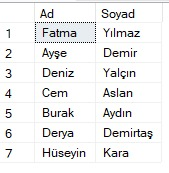 Ad Soyad
1 Fatma Yılmaz
2 Ayşe Demir
3 Deniz Yalçın
4 Cem Aslan
5 Burak Aydın
6 Derya Demirtaş
7 Hüseyin Kara